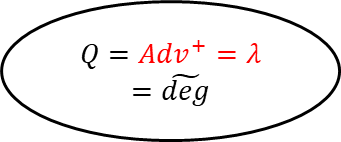 Q = Adv⁺ = λ
= d͠eg